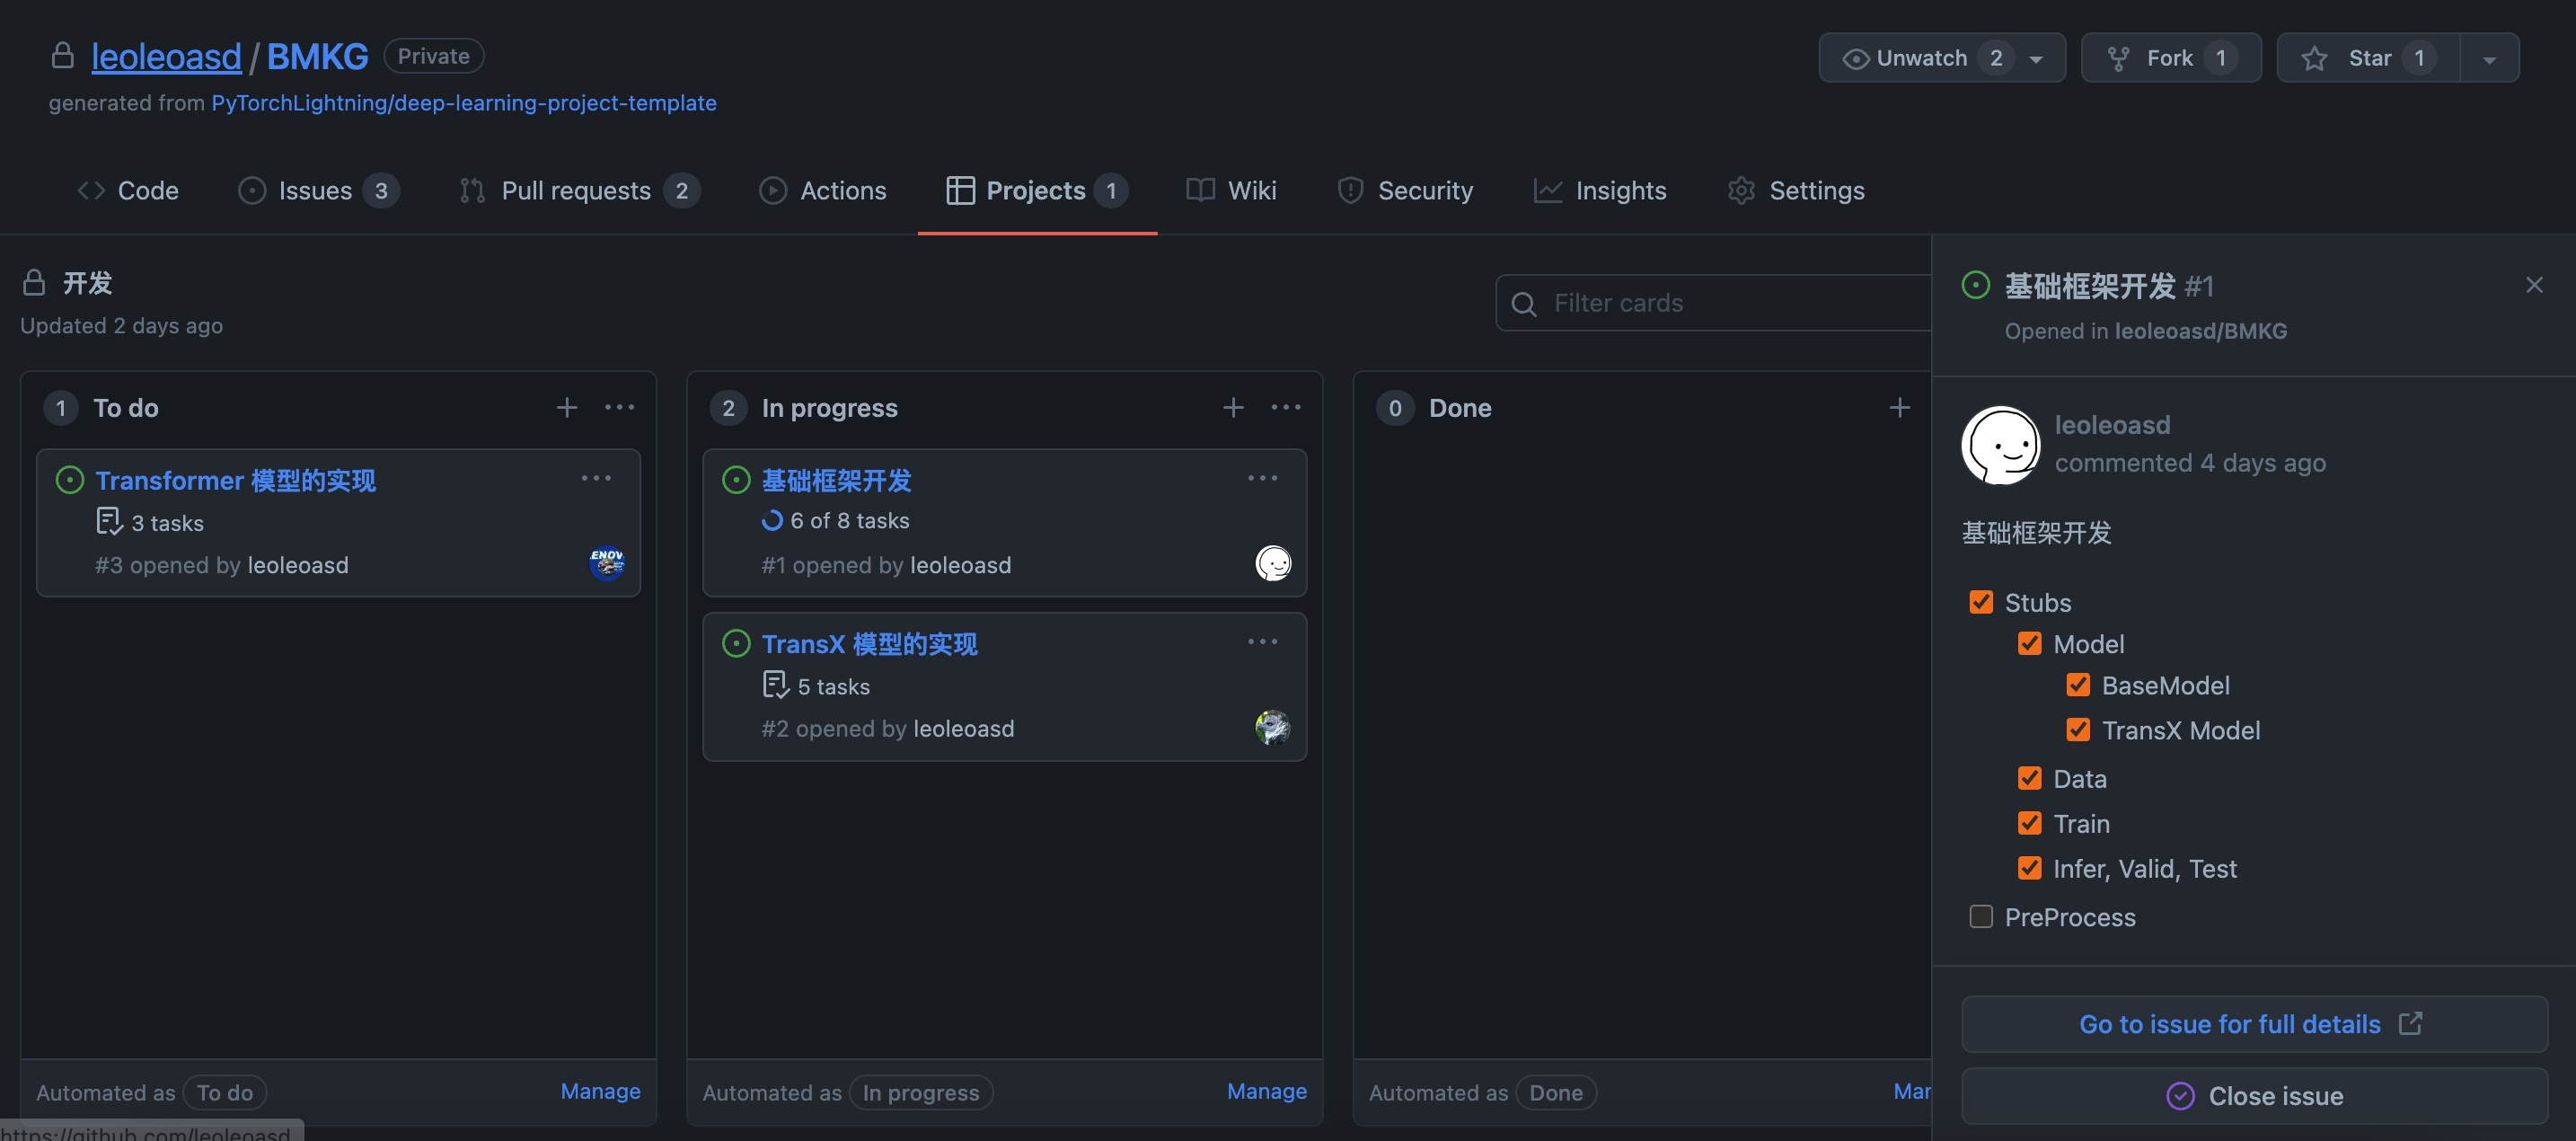 leoleoasd / BMKG Private
Unwatch 2
Fork 1
Star 1
generated from PyTorchLightning/deep-learning-project-template
Code
Issues 3
Pull requests 2
Actions
Projects 1
Wiki
Security
Insights
Settings
开发
Updated 2 days ago
Filter cards
1 To do
Transformer 模型的实现
3 tasks
#3 opened by leoleoasd
ENOV
Automated as To do
Manage
2 In progress
基础框架开发
6 of 8 tasks
#1 opened by leoleoasd
TransX 模型的实现
5 tasks
#2 opened by leoleoasd
Automated as In progress
Manage
0 Done
Automated as Done
Mar
基础框架开发 #1
Opened in leoleoasd/BMKG
leoleoasd
commented 4 days ago
基础框架开发
Stubs
Model
BaseModel
TransX Model
Data
Train
Infer, Valid, Test
PreProcess
Go to issue for full details
Close issue
https://github.com/leoleoasd